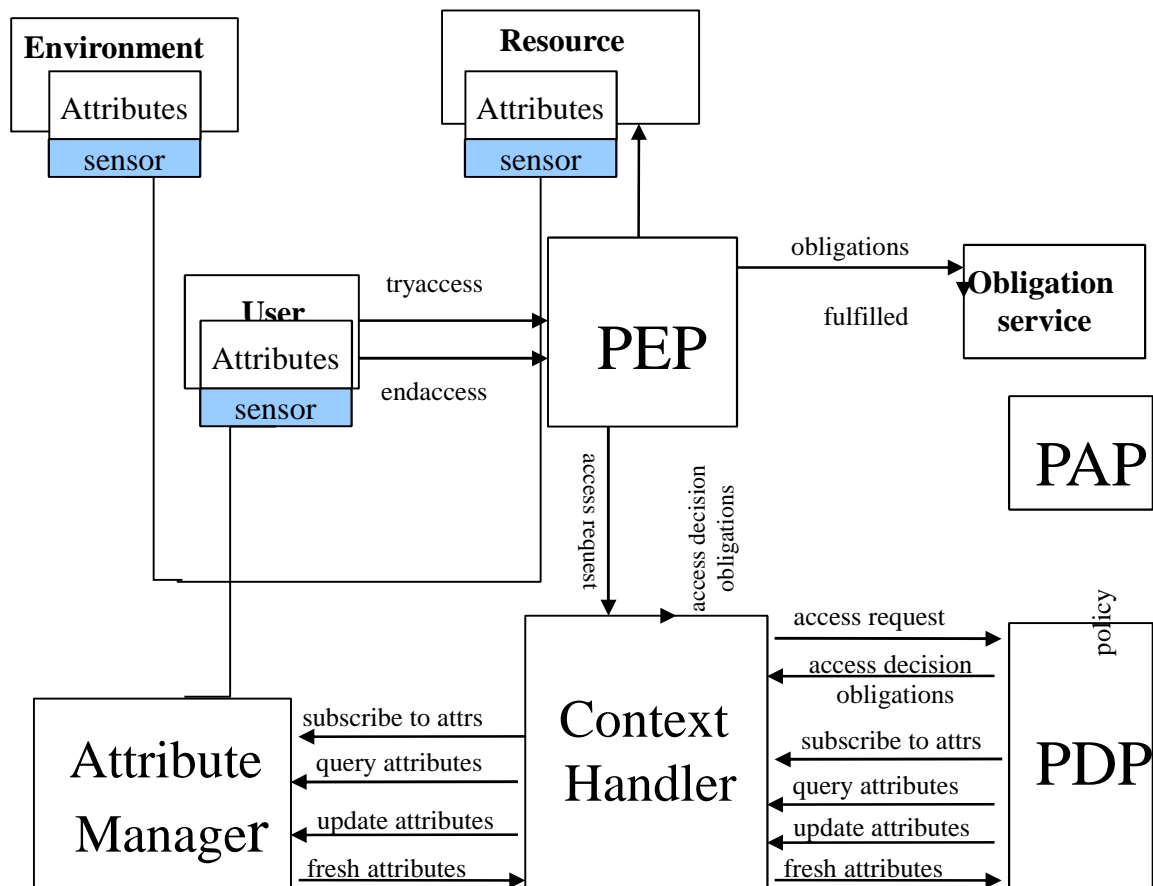 Environment
Attributes
sensor
Resource
Attributes
sensor
User
Attributes
sensor
tryaccess
endaccess
PEP
obligations
fulfilled
Obligation
service
PAP
access request
access decision
obligations
policy
Context
Handler
access request
access decision
obligations
subscribe to attrs
query attributes
update attributes
fresh attributes
PDP
Attribute
Manager
subscribe to attrs
query attributes
update attributes
fresh attributes